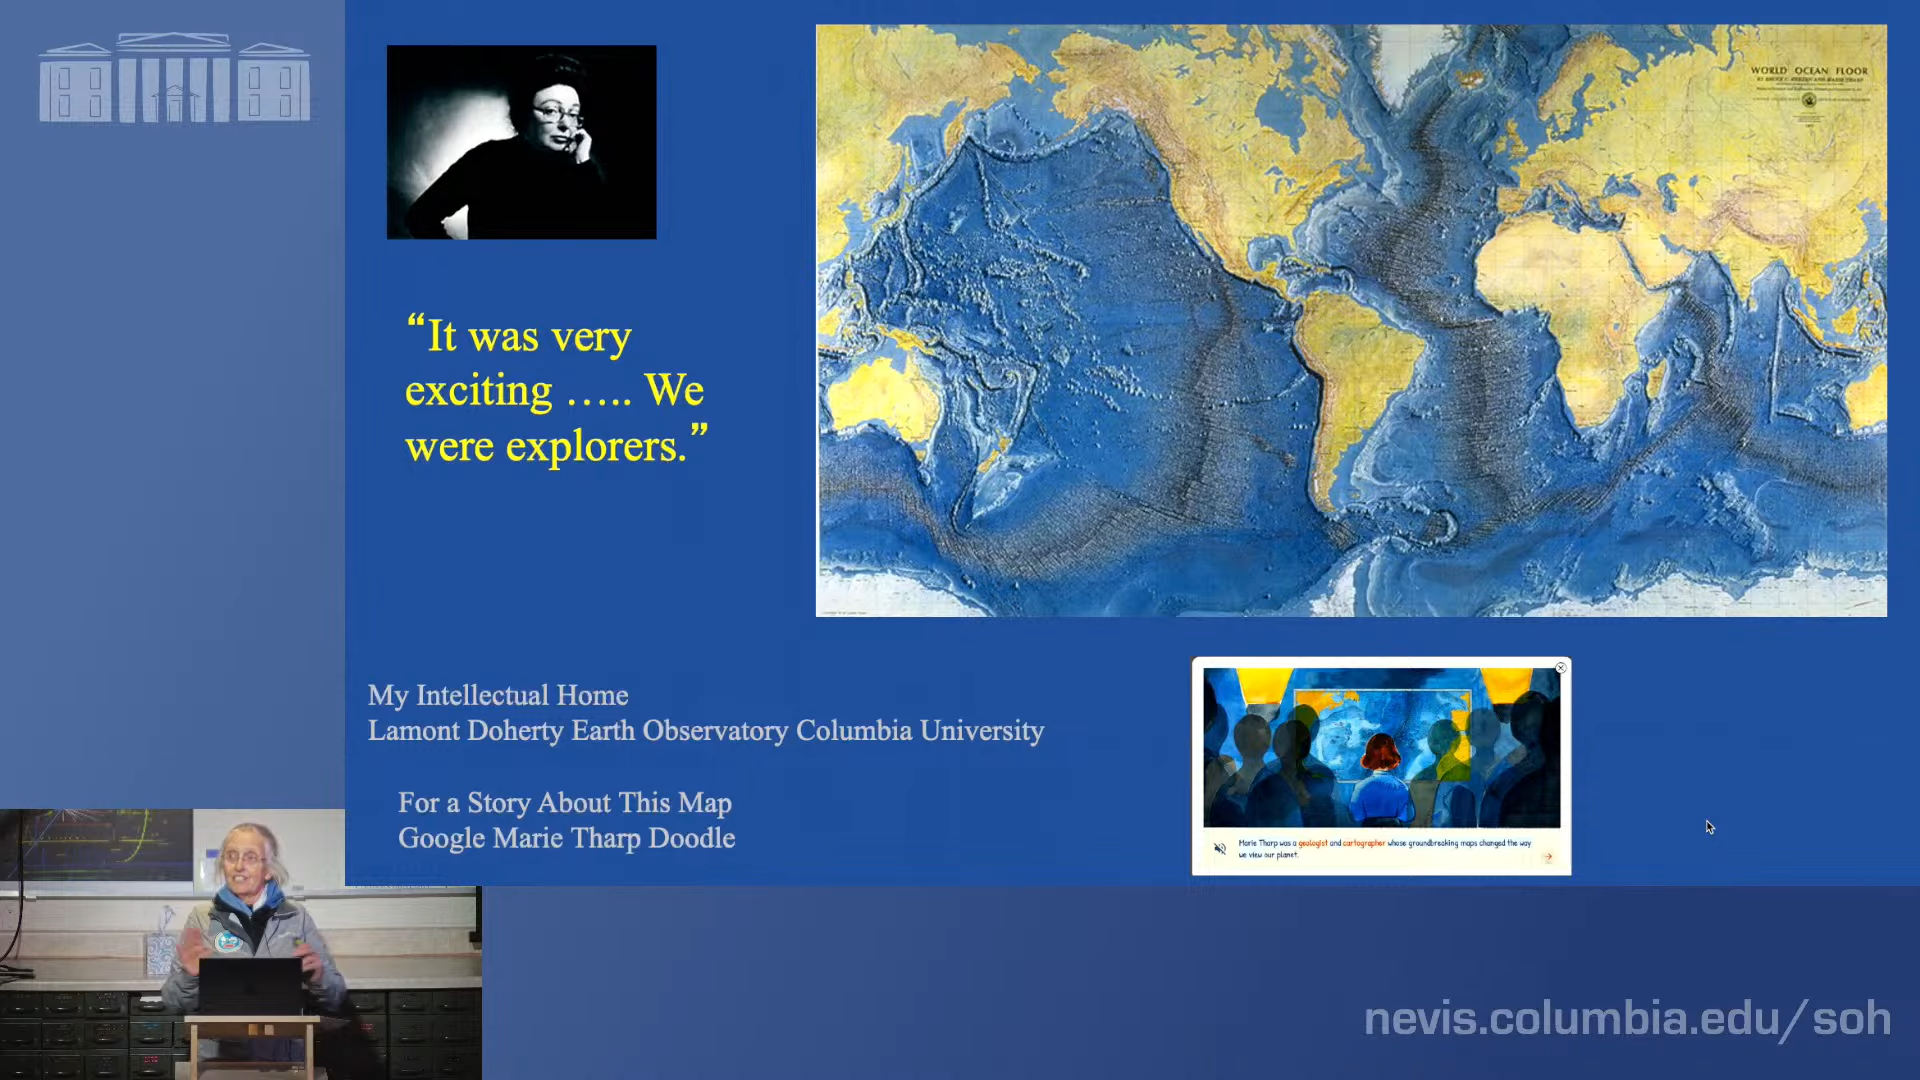 “It was very
exciting ….. We
were explorers.”
WORLD OCEAN FLOOR
My Intellectual Home
Lamont Doherty Earth Observatory Columbia University
For a Story About This Map
Google Marie Tharp Doodle
Marie Tharp was a geologist and cartographer whose groundbreaking maps changed the way
we view our planet.
nevis.columbia.edu/soh